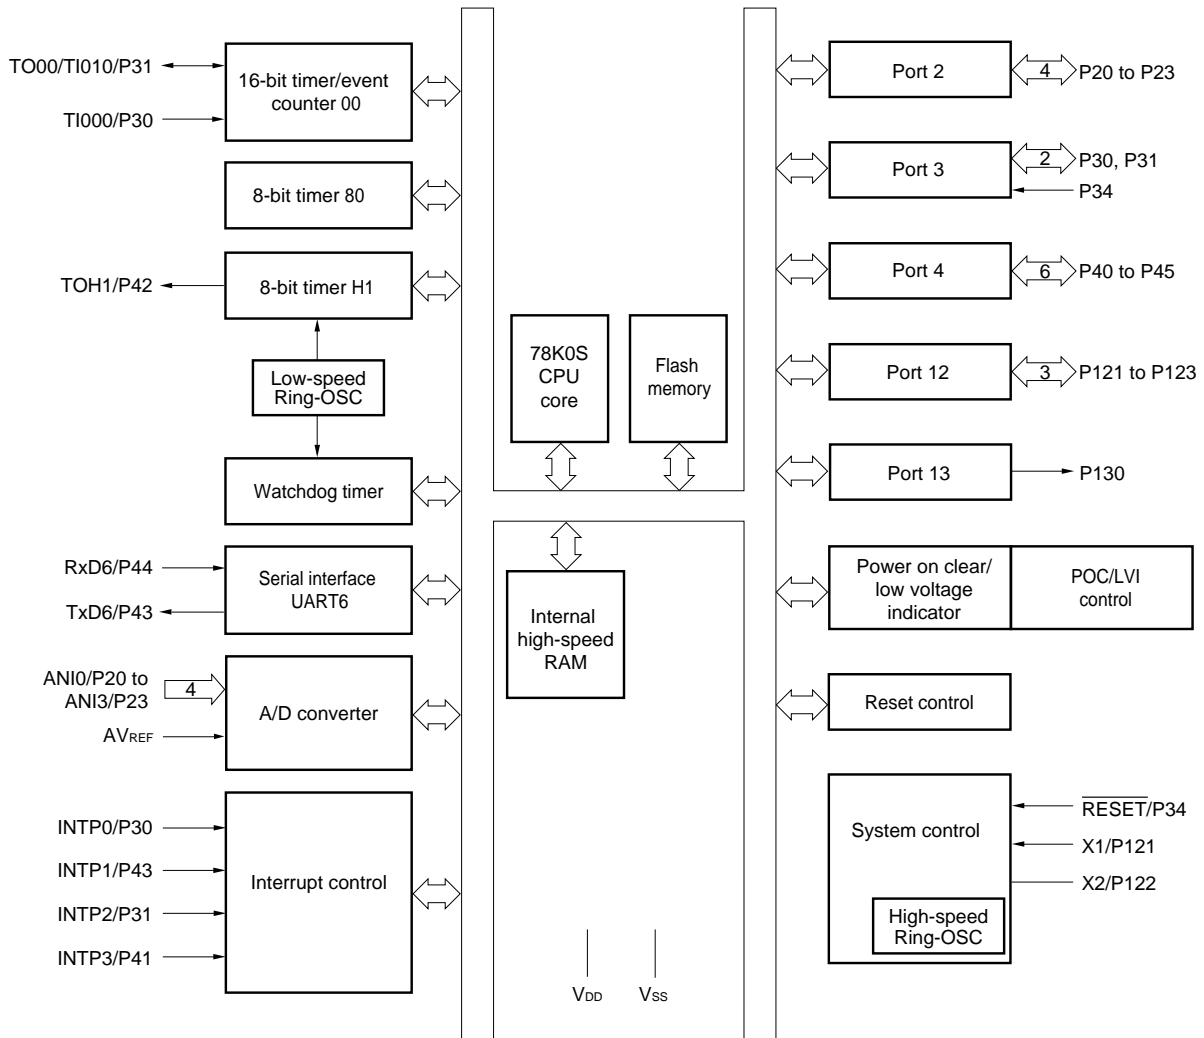 TO00/TI010/P31
TI000/P30
16-bit timer/event
counter 00
8-bit timer 80
TOH1/P42
8-bit timer H1
Low-speed
Ring-OSC
Watchdog timer
RxD6/P44
TxD6/P43
Serial interface
UART6
ANI0/P20 to
ANI3/P23
4
AVREF
A/D converter
INTP0/P30
INTP1/P43
INTP2/P31
INTP3/P41
Interrupt control
78K0S
CPU
core
Flash
memory
Internal
high-speed
RAM
VDD
VSS
Port 2
4
P20 to P23
Port 3
2
P30, P31
P34
Port 4
6
P40 to P45
Port 12
3
P121 to P123
Port 13
P130
Power on clear/
low voltage
indicator
POC/LVI
control
Reset control
System control
RESET/P34
X1/P121
X2/P122
High-speed
Ring-OSC